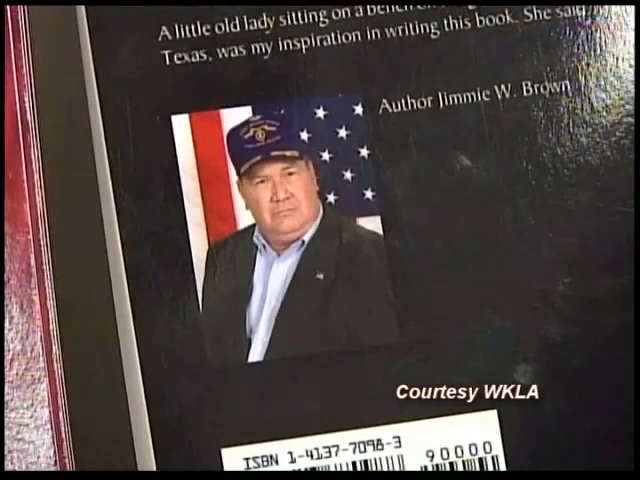 A little old lady sitting on a bench
Texas, was my inspiration in writing this book. She said
Author Jimmie W. Brown
Courtesy WKLA
ISBN 1-4137-7098-3
90000